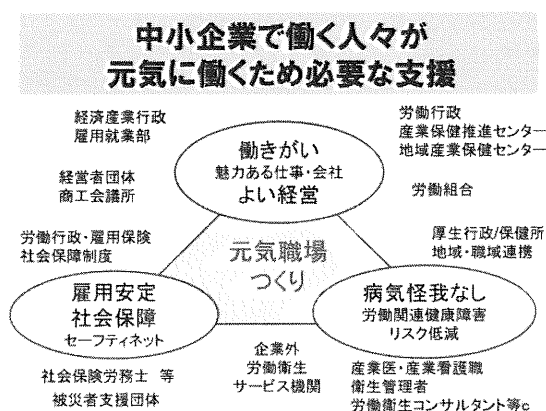 中小企業で働く人々が
元気に働くため必要な支援
経済産業行政
雇用就業部
労働行政
産業保健推進センター
地域産業保健センター
働きがい
魅力ある仕事・会社
よい経営
経営者団体
商工会議所
労働組合
労働行政・雇用保険
社会保障制度
厚生行政/保健所
地域・職域連携
元気職場
つくり
雇用安定
社会保障
セーフティネット
病気怪我なし
労働関連健康障害
リスク低減
企業外
労働衛生
サービス機関
社会保険労務士 等
被災者支援団体
産業医・産業看護職
衛生管理者
労働衛生コンサルタント等c